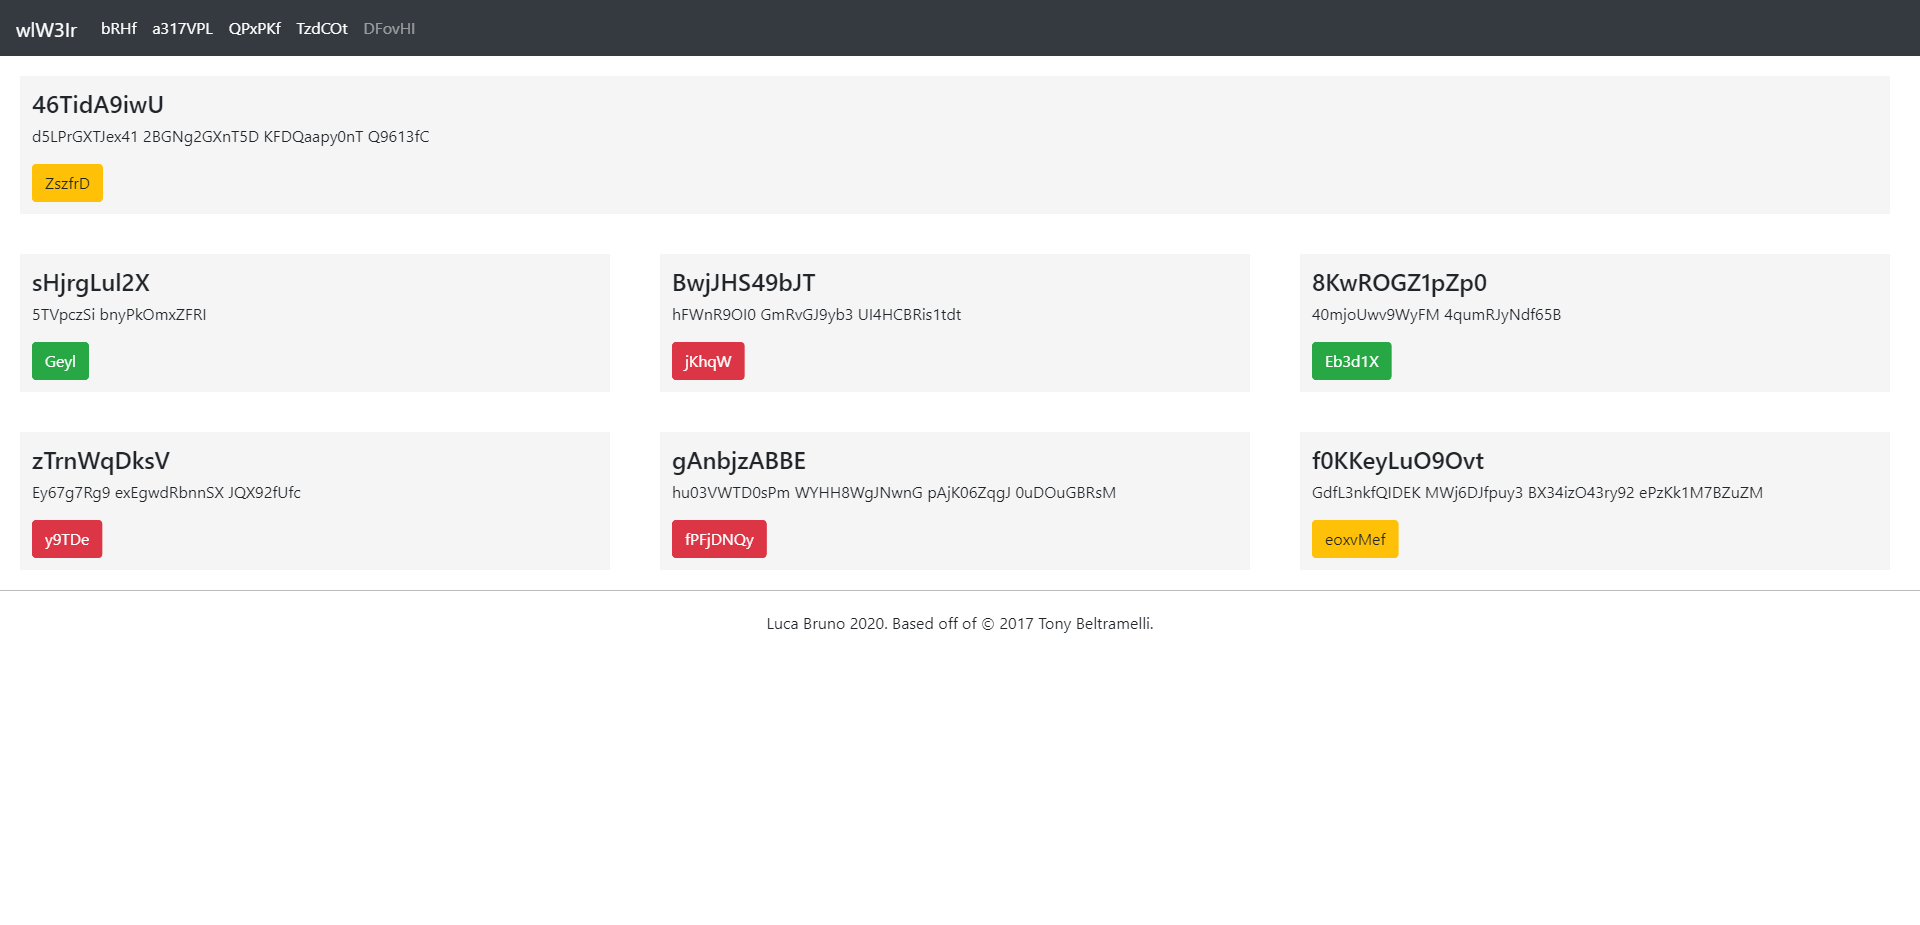 wlW3Ir bRHf a317VPL QPxPKf TzdCOt DFovHI
46TidA9iwU
d5LPrGXTJex41 2BGNg2GXnT5D KFDQaapy0nT Q9613fC
ZszfrD
sHjrgLul2X
5TVpczSi bnyPkOmxZFRI
Geyl
BwjJHS49bJT
hFWnR9OI0 GmRvGJ9yb3 UI4HCBRis1tdt
jKhqW
8KwROGZ1pZp0
40mjoUwv9WyFM 4qumRJyNdf65B
Eb3d1X
zTrnWqDksV
Ey67g7Rg9 exEgwdRbnnSX JQX92fUfc
y9TDe
gAnbjzABBE
hu03VWTD0sPm WYHH8WgJNwnG pAjK06ZqgJ 0uDOuGBRsM
fPFjDNQy
f0KKeyLuO9Ovt
GdfL3nkfQIDEK MWj6DJfpuy3 BX34izO43ry92 ePzKk1M7BZuZM
eoxvMef
Luca Bruno 2020. Based off of © 2017 Tony Beltramelli.